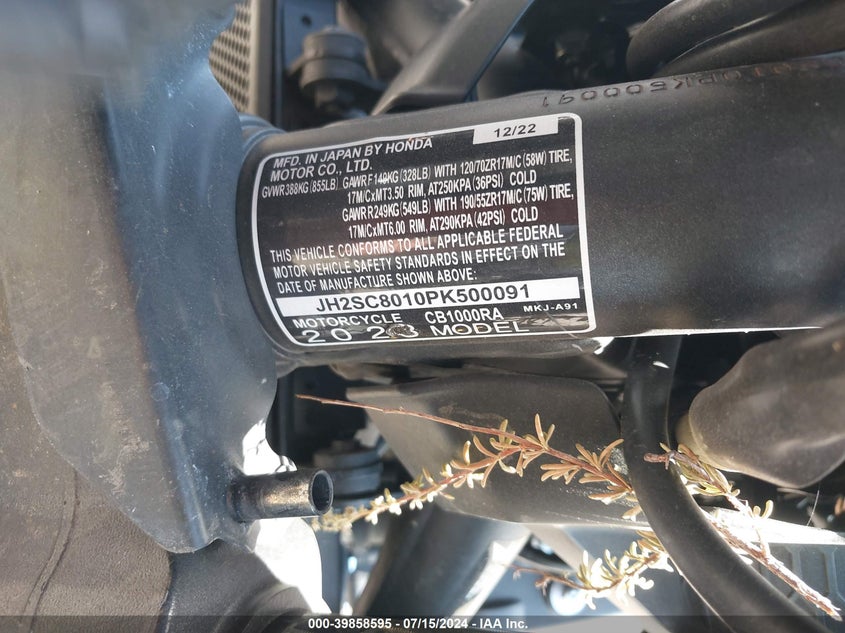 10PK500091
12/22
MFD. IN JAPAN BY HONDA
MOTOR CO., LTD.
GVWR388KG (855LB) GAWR F149KG (328LB) WITH 120/70ZR17M/C (58W) TIRE,
17M/CxMT3.50 RIM, AT250KPA (36PSI) COLD
GAWR R249KG (549LB) WITH 190/55ZR17M/C (75W) TIRE,
17M/CxMT6.00 RIM, AT290KPA (42PSI) COLD
THIS VEHICLE CONFORMS TO ALL APPLICABLE FEDERAL
MOTOR VEHICLE SAFETY STANDARDS IN EFFECT ON THE
DATE OF MANUFACTURE SHOWN ABOVE:
JH2SC8010PK500091
MOTORCYCLE CB1000RA MKJ-A91
2023 MODEL
000-39858595 - 07/15/2024 - IAA Inc.